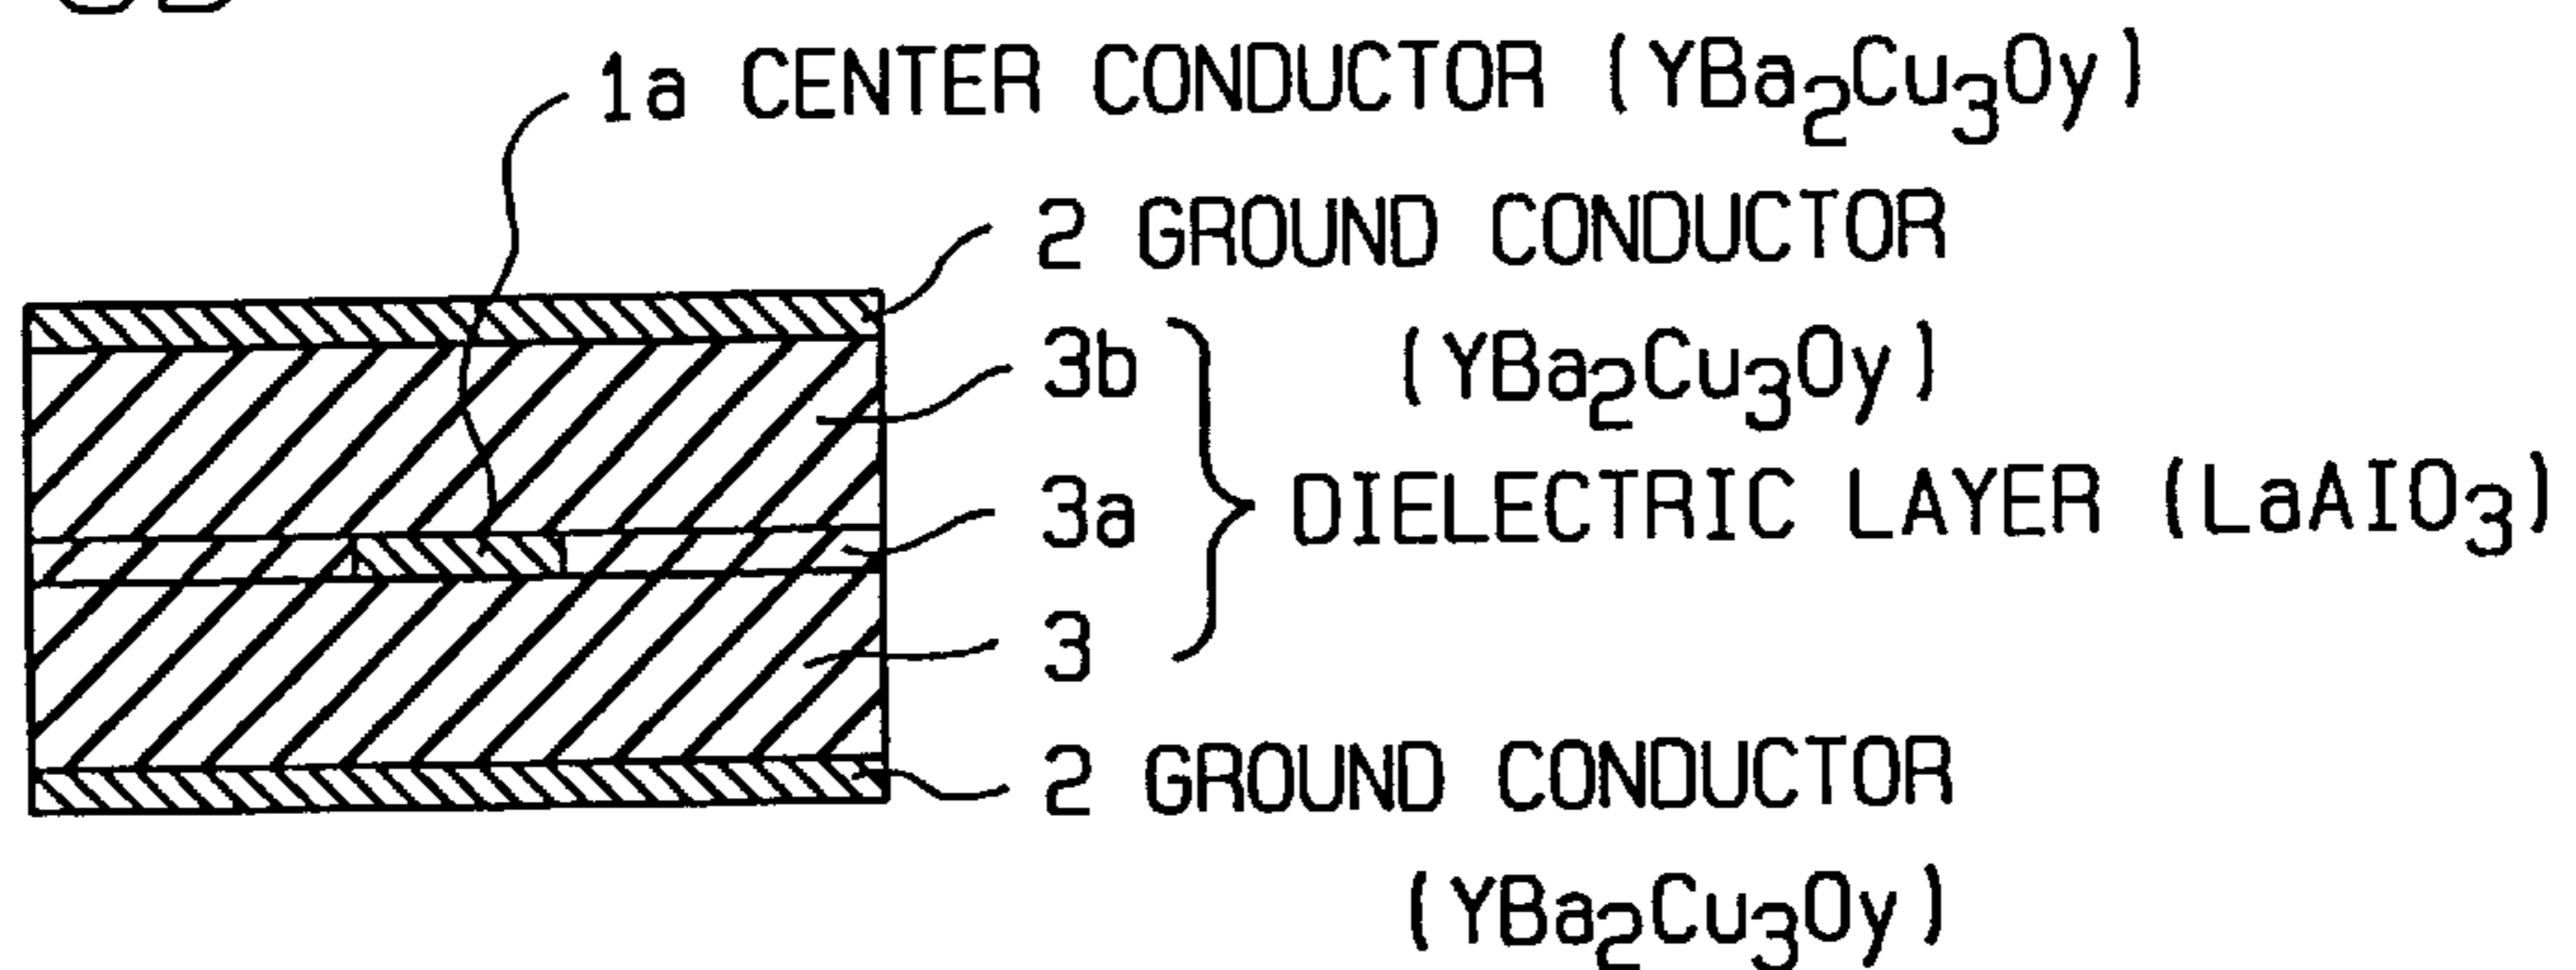 1a CENTER CONDUCTOR (YBa2Cu3Oy)
2 GROUND CONDUCTOR
(YBa2Cu3Oy)
3b
3a
DIELECTRIC LAYER (LaAlO3)
3
2 GROUND CONDUCTOR
(YBa2Cu3Oy)